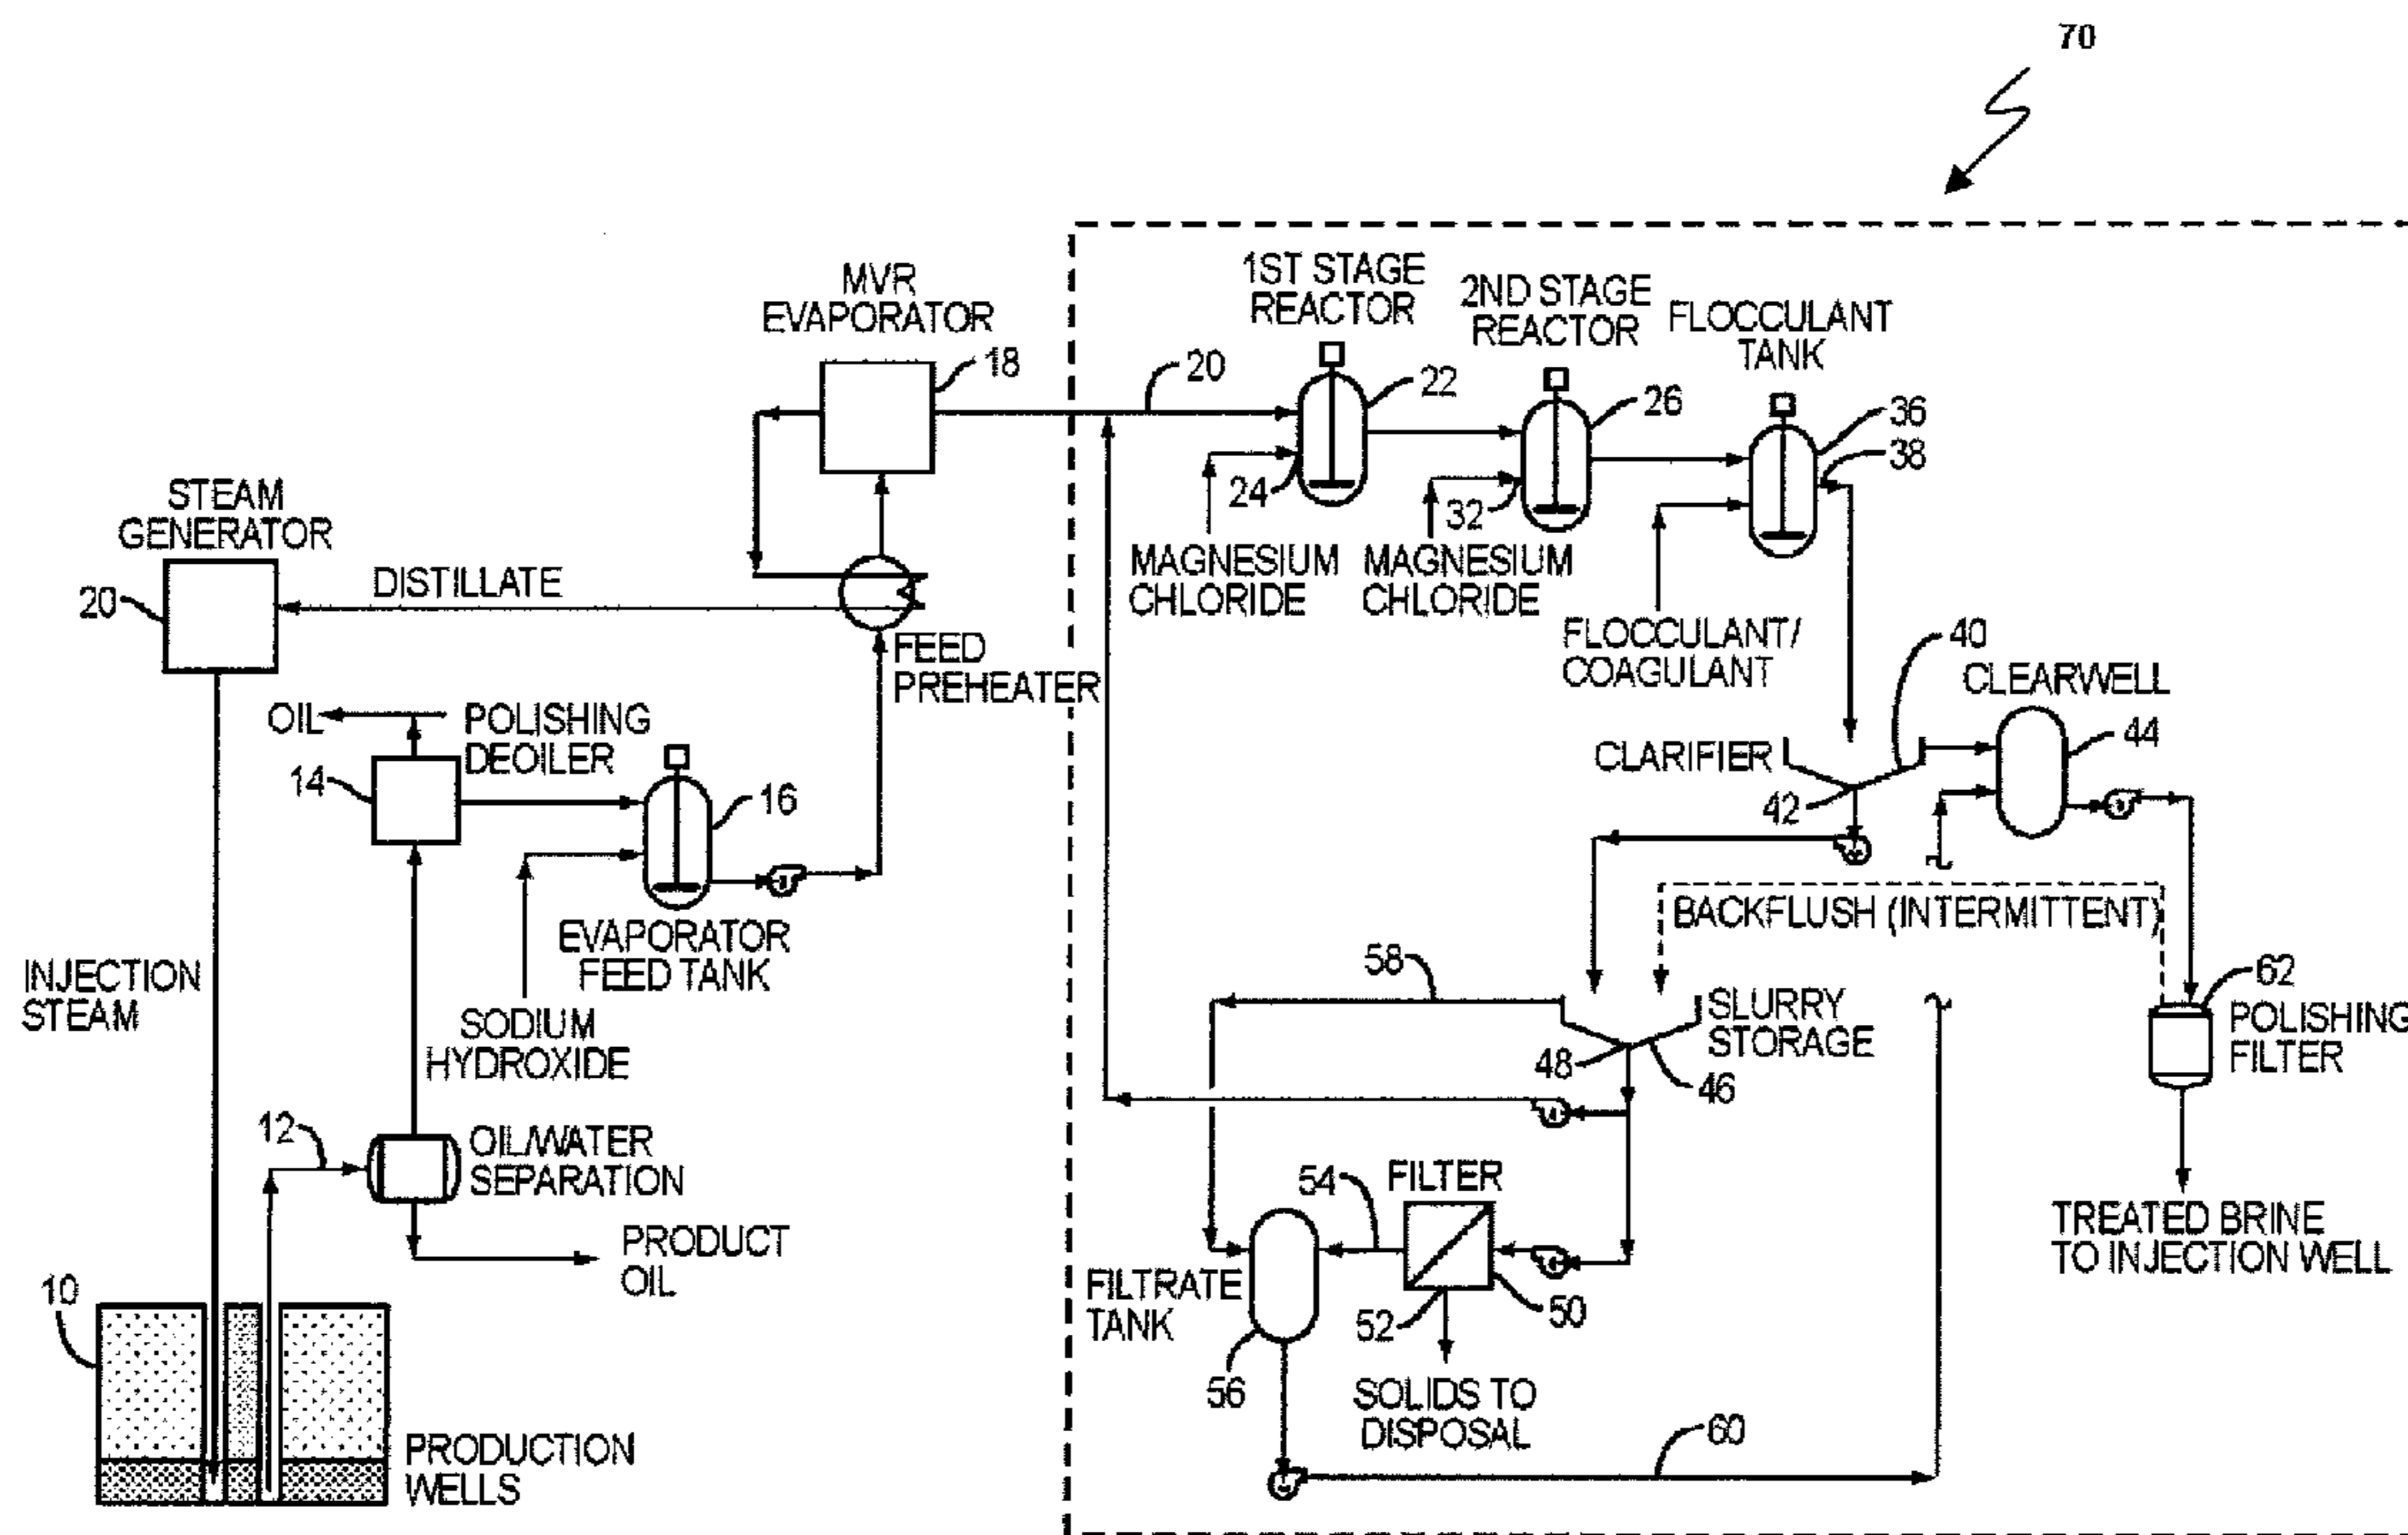 70
MVR
EVAPORATOR
18
1ST STAGE
REACTOR
2ND STAGE
REACTOR
FLOCCULANT
TANK
20
22
26
36
38
24
32
MAGNESIUM
CHLORIDE
MAGNESIUM
CHLORIDE
FLOCCULANT/
COAGULANT
STEAM
GENERATOR
20
DISTILLATE
FEED
PREHEATER
OIL
POLISHING
DEOILER
14
16
EVAPORATOR
FEED TANK
SODIUM
HYDROXIDE
INJECTION
STEAM
12
OIL/WATER
SEPARATION
PRODUCT
OIL
10
PRODUCTION
WELLS
40
CLEARWELL
CLARIFIER
42
44
BACKFLUSH (INTERMITTENT)
58
SLURRY
STORAGE
48
46
62
POLISHING
FILTER
54
FILTER
FILTRATE
TANK
52
50
56
SOLIDS TO
DISPOSAL
60
TREATED BRINE
TO INJECTION WELL